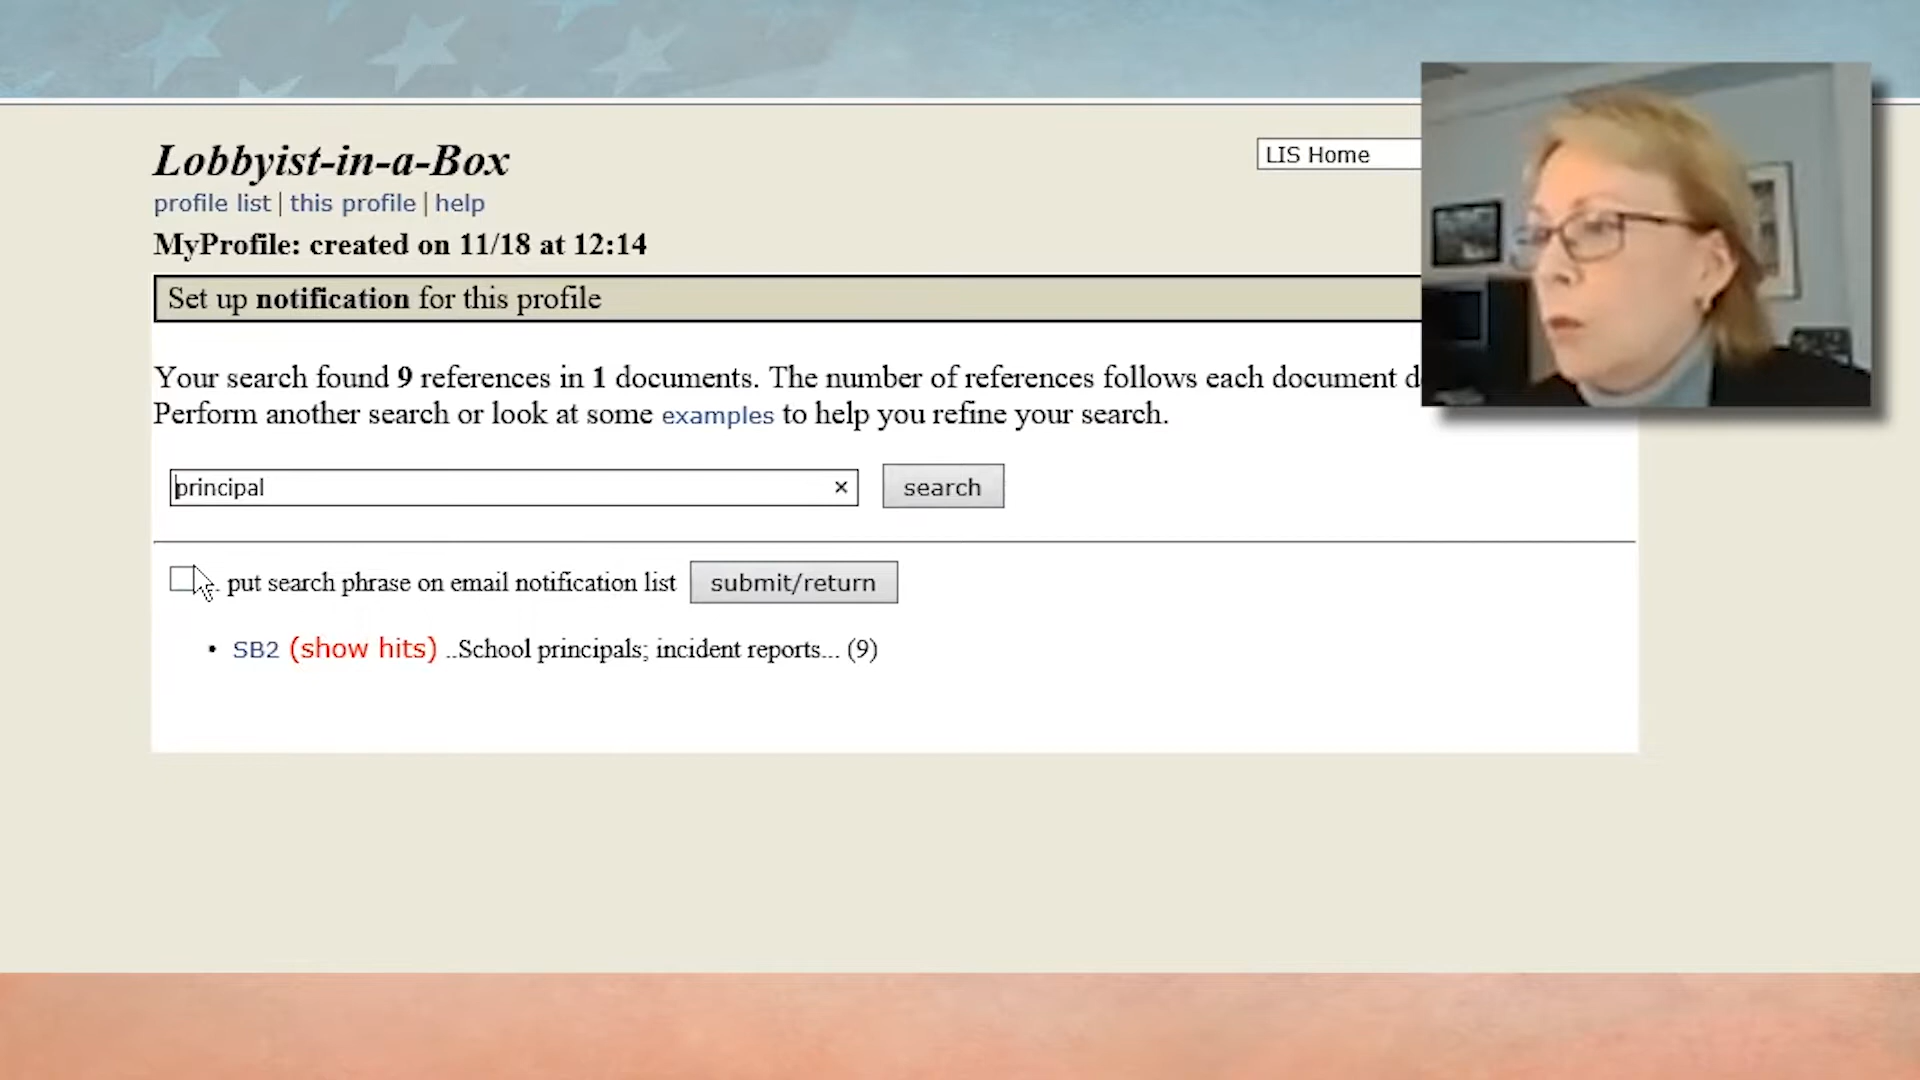 Lobbyist-in-a-Box
LIS Home
profile list | this profile | help
MyProfile: created on 11/18 at 12:14
Set up notification for this profile
Your search found 9 references in 1 documents. The number of references follows each document
Perform another search or look at some examples to help you refine your search.
principal × search
put search phrase on email notification list submit/return
• SB2 (show hits) ..School principals; incident reports... (9)